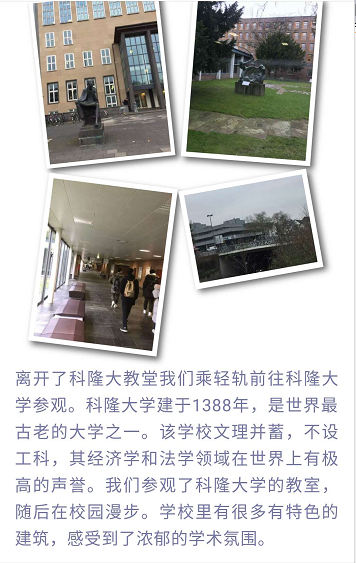 离开了科隆大教堂我们乘轻轨前往科隆大
学参观。科隆大学建于1388年，是世界最
古老的大学之一。该学校文理并蓄，不设
工科，其经济学和法学领域在世界上有极
高的声誉。我们参观了科隆大学的教室，
随后在校园漫步。学校里有很多有特色的
建筑，感受到了浓郁的学术氛围。